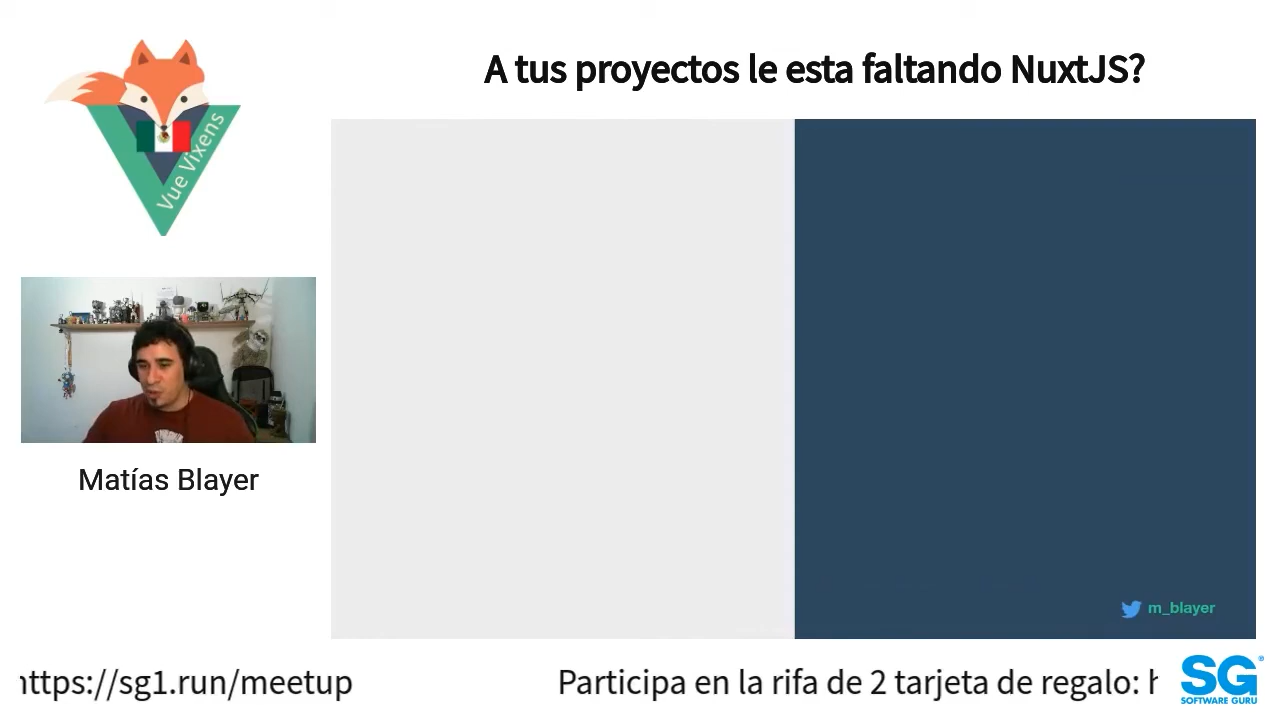 A tus proyectos le esta faltando NuxtJS?
Vue Vixens
Matías Blayer
m_blayer
https://sg1.run/meetup
Participa en la rifa de 2 tarjeta de regalo: h
SG
SOFTWARE GURU